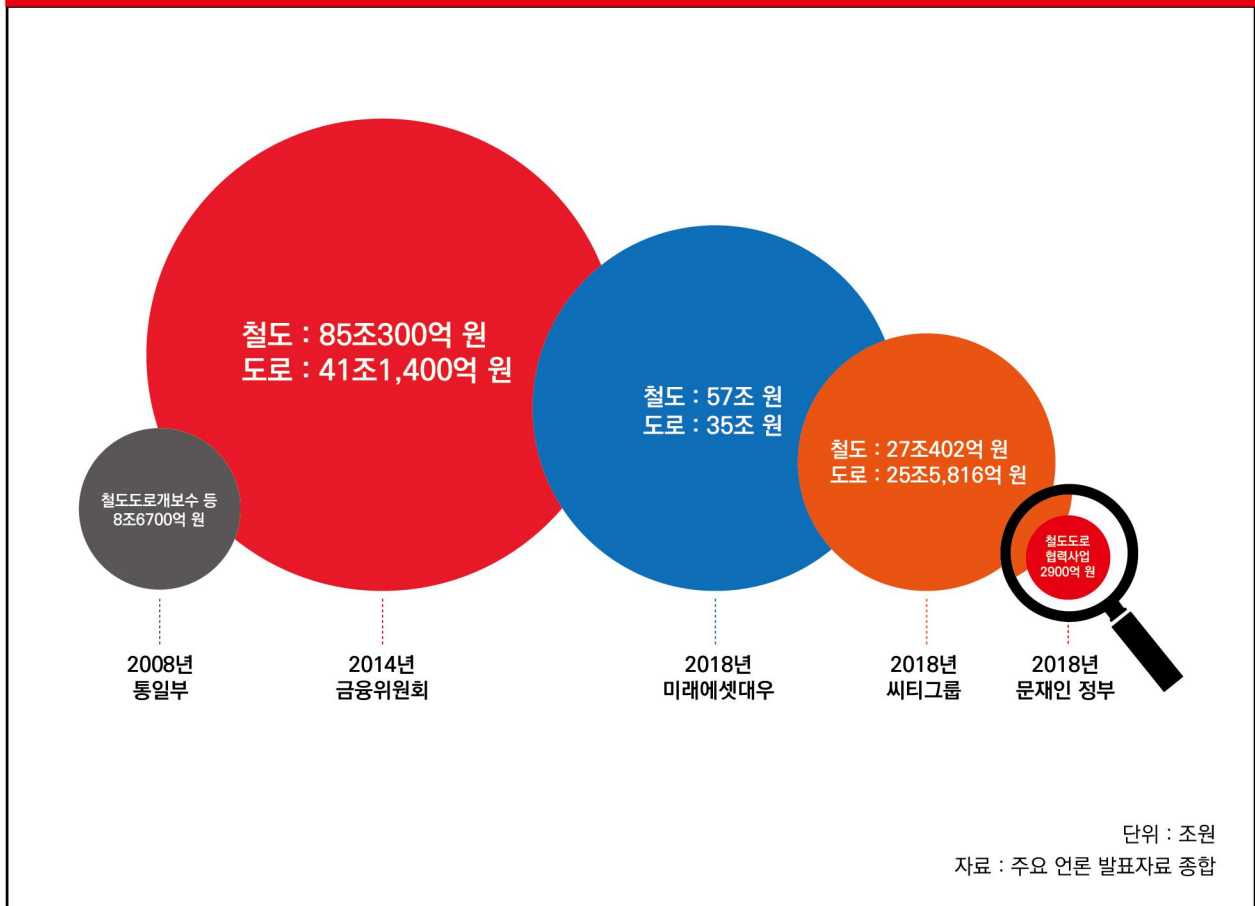 철도 : 85조300억 원
도로 : 41조1,400억 원
철도 : 57조 원
도로 : 35조 원
철도 : 27조402억 원
도로 : 25조5,816억 원
철도도로개보수 등
8조6700억 원
철도도로
협력사업
2900억 원
2008년
통일부
2014년
금융위원회
2018년
미래에셋대우
2018년
씨티그룹
2018년
문재인 정부
단위 : 조원
자료 : 주요 언론 발표자료 종합